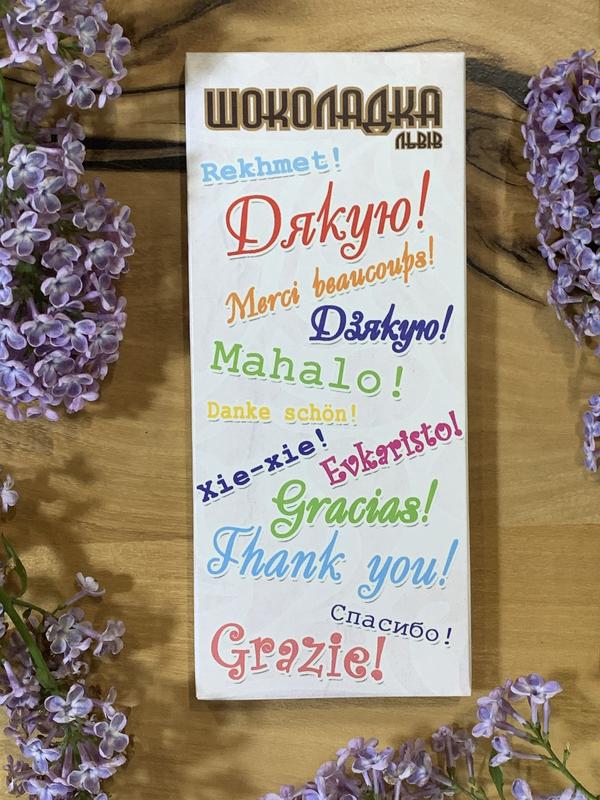 ШОКОЛАДКА
ЛЬВІВ
Rekhmet!
Дякую!
Merci beaucoups!
Дзякую!
Mahalo!
Danke schön!
Xie-xie!
Evkaristo!
Gracias!
Thank you!
Спасибо!
Grazie!